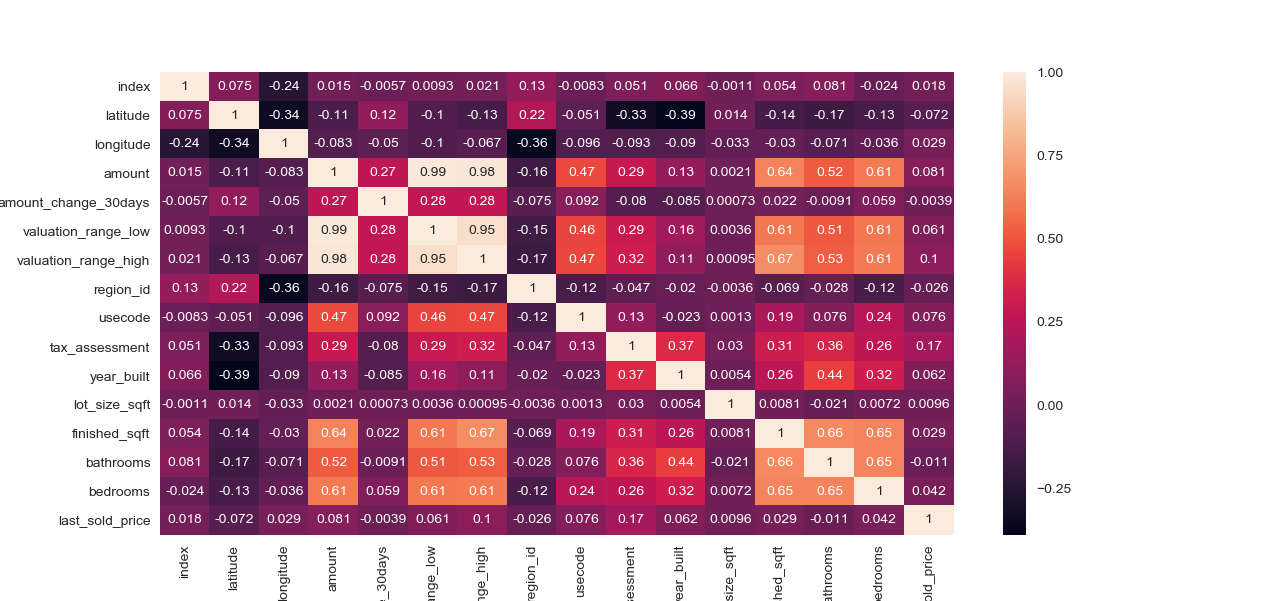 index 1 0.075 -0.24 0.015 -0.0057 0.0093 0.021 0.13 -0.0083 0.051 0.066 -0.0011 0.054 0.081 -0.024 0.018 1.00
latitude 0.075 1 -0.34 -0.11 0.12 -0.1 -0.13 0.22 -0.051 -0.33 -0.39 0.014 -0.14 -0.17 -0.13 -0.072
longitude -0.24 -0.34 1 -0.083 -0.05 -0.1 -0.067 -0.36 -0.096 -0.093 -0.09 -0.033 -0.03 -0.071 -0.036 0.029
0.75
amount 0.015 -0.11 -0.083 1 0.27 0.99 0.98 -0.16 0.47 0.29 0.13 0.0021 0.64 0.52 0.61 0.081
amount_change_30days -0.0057 0.12 -0.05 0.27 1 0.28 0.28 -0.075 0.092 -0.08 -0.085 0.00073 0.022 -0.0091 0.059 -0.0039
valuation_range_low 0.0093 -0.1 -0.1 0.99 0.28 1 0.95 -0.15 0.46 0.29 0.16 0.0036 0.61 0.51 0.61 0.061 0.50
valuation_range_high 0.021 -0.13 -0.067 0.98 0.28 0.95 1 -0.17 0.47 0.32 0.11 0.00095 0.67 0.53 0.61 0.1
region_id 0.13 0.22 -0.36 -0.16 -0.075 -0.15 -0.17 1 -0.12 -0.047 -0.02 -0.0036 -0.069 -0.028 -0.12 -0.026
usecode -0.0083 -0.051 -0.096 0.47 0.092 0.46 0.47 -0.12 1 0.13 -0.023 0.0013 0.19 0.076 0.24 0.076 0.25
tax_assessment 0.051 -0.33 -0.093 0.29 -0.08 0.29 0.32 -0.047 0.13 1 0.37 0.03 0.31 0.36 0.26 0.17
year_built 0.066 -0.39 -0.09 0.13 -0.085 0.16 0.11 -0.02 -0.023 0.37 1 0.0054 0.26 0.44 0.32 0.062
lot_size_sqft -0.0011 0.014 -0.033 0.0021 0.00073 0.0036 0.00095 -0.0036 0.0013 0.03 0.0054 1 0.0081 -0.021 0.0072 0.0096 0.00
finished_sqft 0.054 -0.14 -0.03 0.64 0.022 0.61 0.67 -0.069 0.19 0.31 0.26 0.0081 1 0.66 0.65 0.029
bathrooms 0.081 -0.17 -0.071 0.52 -0.0091 0.51 0.53 -0.028 0.076 0.36 0.44 -0.021 0.66 1 0.65 -0.011
bedrooms -0.024 -0.13 -0.036 0.61 0.059 0.61 0.61 -0.12 0.24 0.26 0.32 0.0072 0.65 0.65 1 0.042 −0.25
last_sold_price 0.018 -0.072 0.029 0.081 -0.0039 0.061 0.1 -0.026 0.076 0.17 0.062 0.0096 0.029 -0.011 0.042 1
index
latitude
longitude
amount
_30days
ange_low
nge_high
region_id
usecode
sessment
year_built
size_sqft
hed_sqft
athrooms
bedrooms
old_price